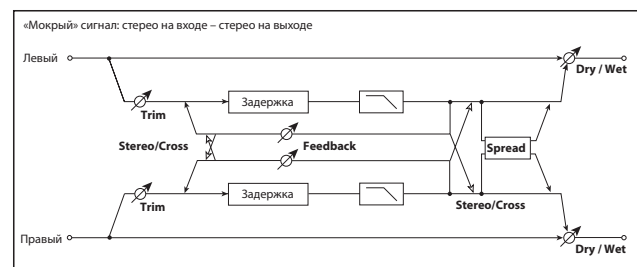 «Мокрый» сигнал: стерео на входе – стерео на выходе
Левый
Dry / Wet
Trim
Задержка
Stereo/Cross
Feedback
Spread
Trim
Задержка
Stereo/Cross
Правый
Dry / Wet